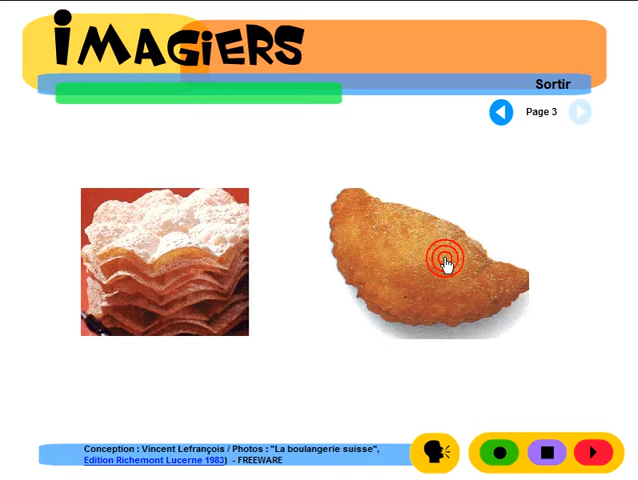 iMAGiERS
Sortir
Page 3
Conception : Vincent Lefrançois / Photos : "La boulangerie suisse",
Edition Richemont Lucerne 1983) - FREEWARE